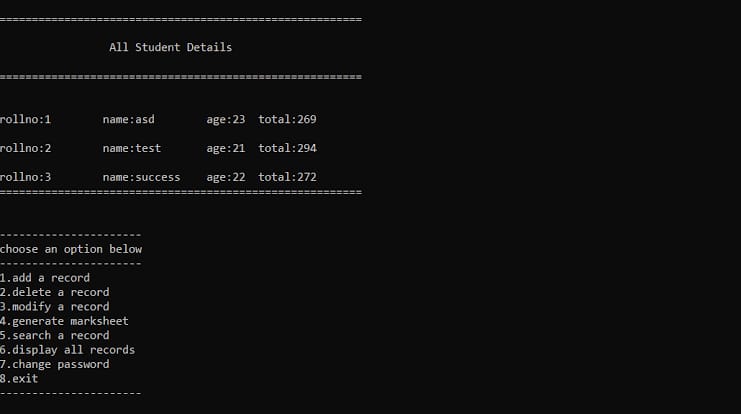 ========================================================
All Student Details
========================================================
rollno:1 name:asd age:23 total:269
rollno:2 name:test age:21 total:294
rollno:3 name:success age:22 total:272
========================================================
----------------------
choose an option below
----------------------
1.add a record
2.delete a record
3.modify a record
4.generate marksheet
5.search a record
6.display all records
7.change password
8.exit
----------------------